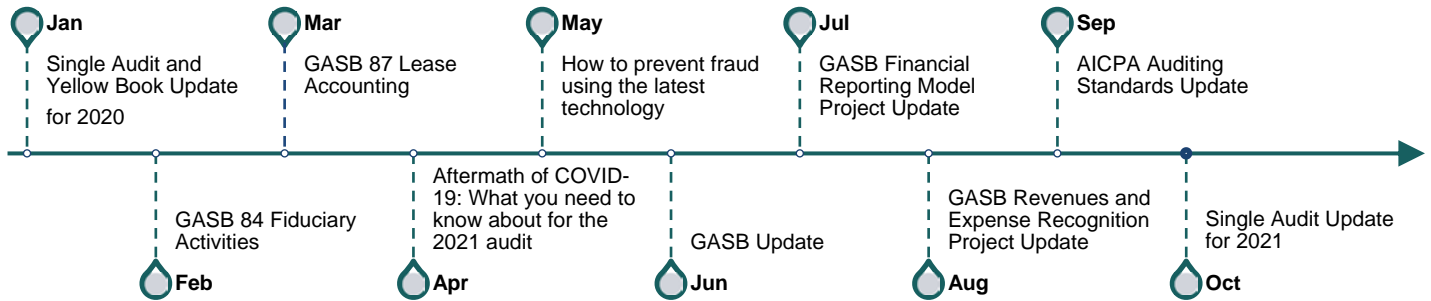 Jan
Single Audit and
Yellow Book Update
for 2020
Mar
GASB 87 Lease
Accounting
May
How to prevent fraud
using the latest
technology
Jul
GASB Financial
Reporting Model
Project Update
Sep
AICPA Auditing
Standards Update
GASB 84 Fiduciary
Activities
Feb
Aftermath of COVID-
19: What you need to
know about for the
2021 audit
Apr
GASB Update
Jun
GASB Revenues and
Expense Recognition
Project Update
Aug
Single Audit Update
for 2021
Oct